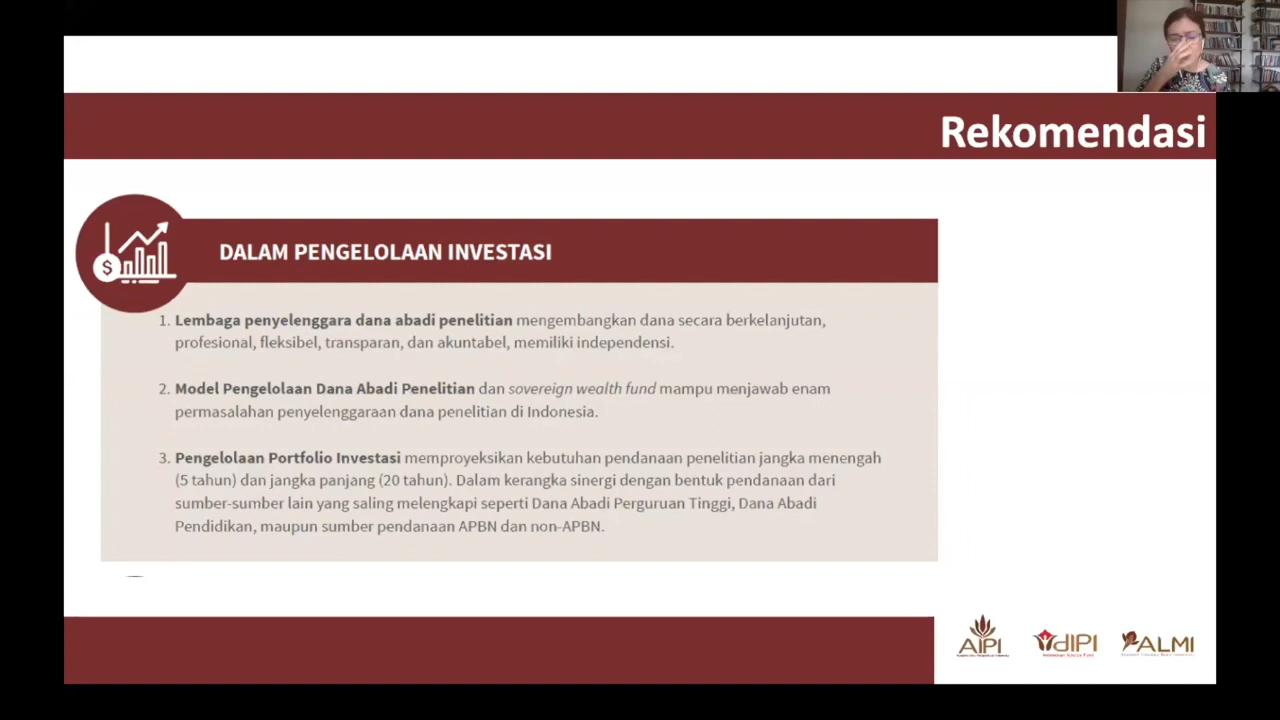 Rekomendasi
DALAM PENGELOLAAN INVESTASI
1. Lembaga penyelenggara dana abadi penelitian mengembangkan dana secara berkelanjutan,
profesional, fleksibel, transparan, dan akuntabel, memiliki independensi.
2. Model Pengelolaan Dana Abadi Penelitian dan sovereign wealth fund mampu menjawab enam
permasalahan penyelenggaraan dana penelitian di Indonesia.
3. Pengelolaan Portfolio Investasi memproyeksikan kebutuhan pendanaan penelitian jangka menengah
(5 tahun) dan jangka panjang (20 tahun). Dalam kerangka sinergi dengan bentuk pendanaan dari
sumber-sumber lain yang saling melengkapi seperti Dana Abadi Perguruan Tinggi, Dana Abadi
Pendidikan, maupun sumber pendanaan APBN dan non-APBN.
$
AIPI
dIPI
ALMI